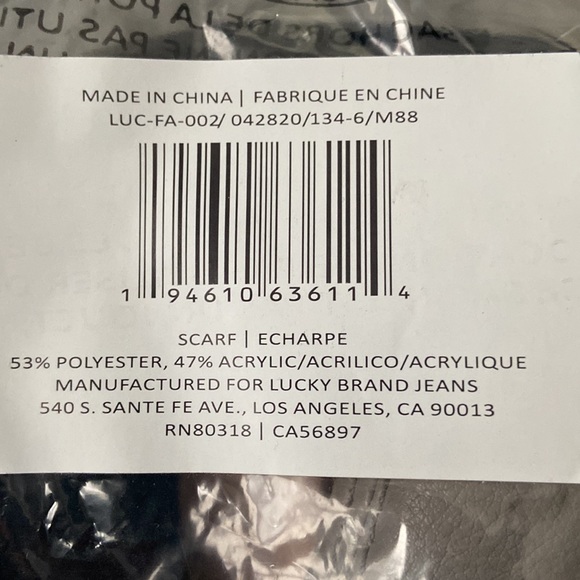 MADE IN CHINA | FABRIQUE EN CHINE
LUC-FA-002/ 042820/134-6/M88
1 94610 63611 4
SCARF | ECHARPE
53% POLYESTER, 47% ACRYLIC/ACRILICO/ACRYLIQUE
MANUFACTURED FOR LUCKY BRAND JEANS
540 S. SANTE FE AVE., LOS ANGELES, CA 90013
RN80318 | CA56897